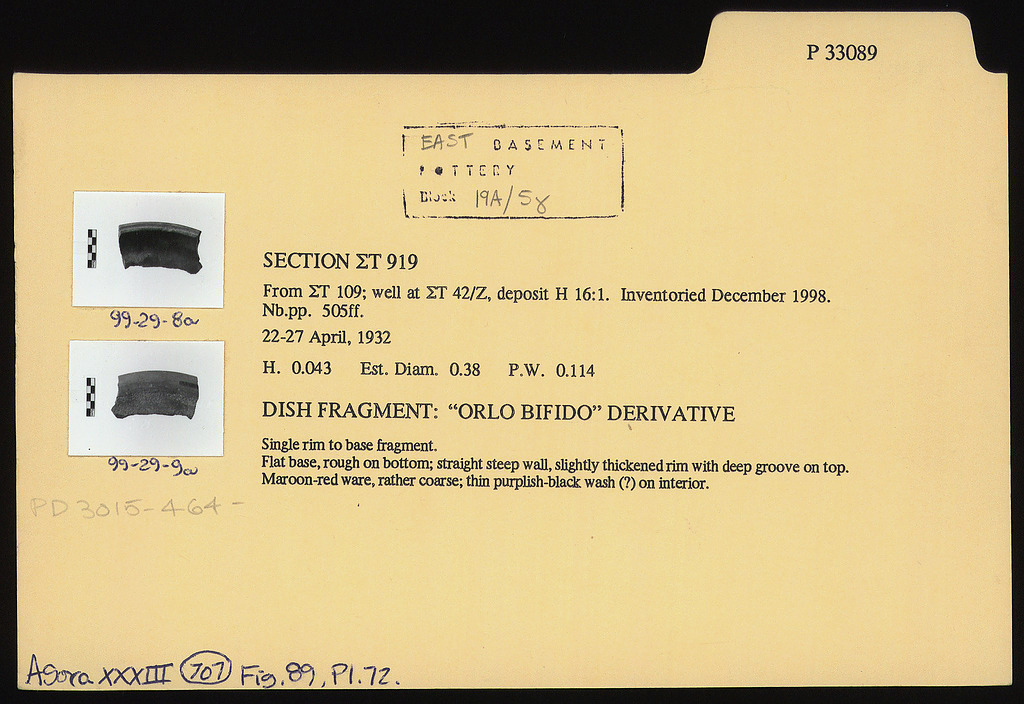 P 33089
EAST BASEMENT
POTTERY
Block 19A/5γ
SECTION ΣT 919
From ΣT 109; well at ΣT 42/Z, deposit H 16:1. Inventoried December 1998.
Nb.pp. 505ff.
22-27 April, 1932
H. 0.043 Est. Diam. 0.38 P.W. 0.114
DISH FRAGMENT: “ORLO BIFIDO” DERIVATIVE
Single rim to base fragment.
Flat base, rough on bottom; straight steep wall, slightly thickened rim with deep groove on top.
Maroon-red ware, rather coarse; thin purplish-black wash (?) on interior.
99-29-8a
99-29-9a
PD 3015-464-
Agora XXXIII 707 Fig. 89, Pl. 72.